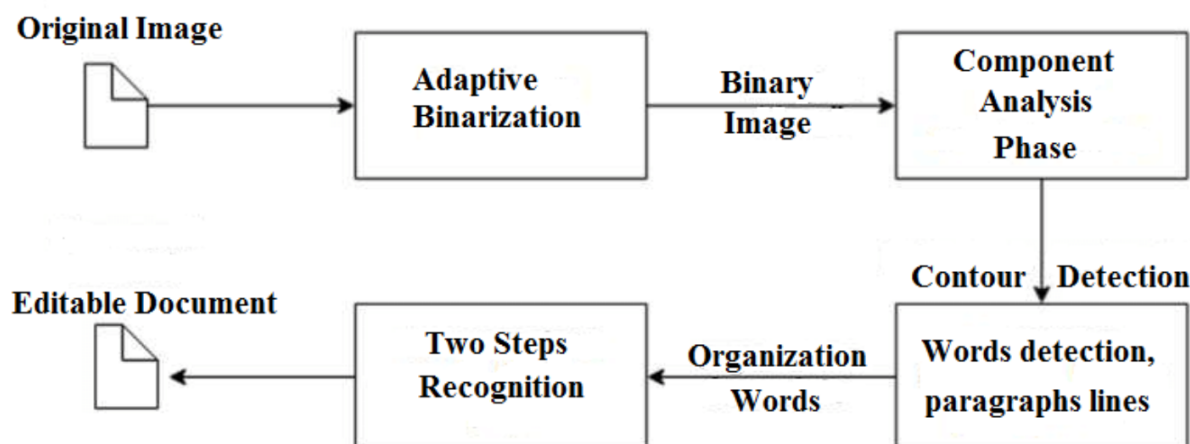 Original Image
Adaptive
Binarization
Binary
Image
Component
Analysis
Phase
Contour Detection
Words detection,
paragraphs lines
Organization
Words
Two Steps
Recognition
Editable Document